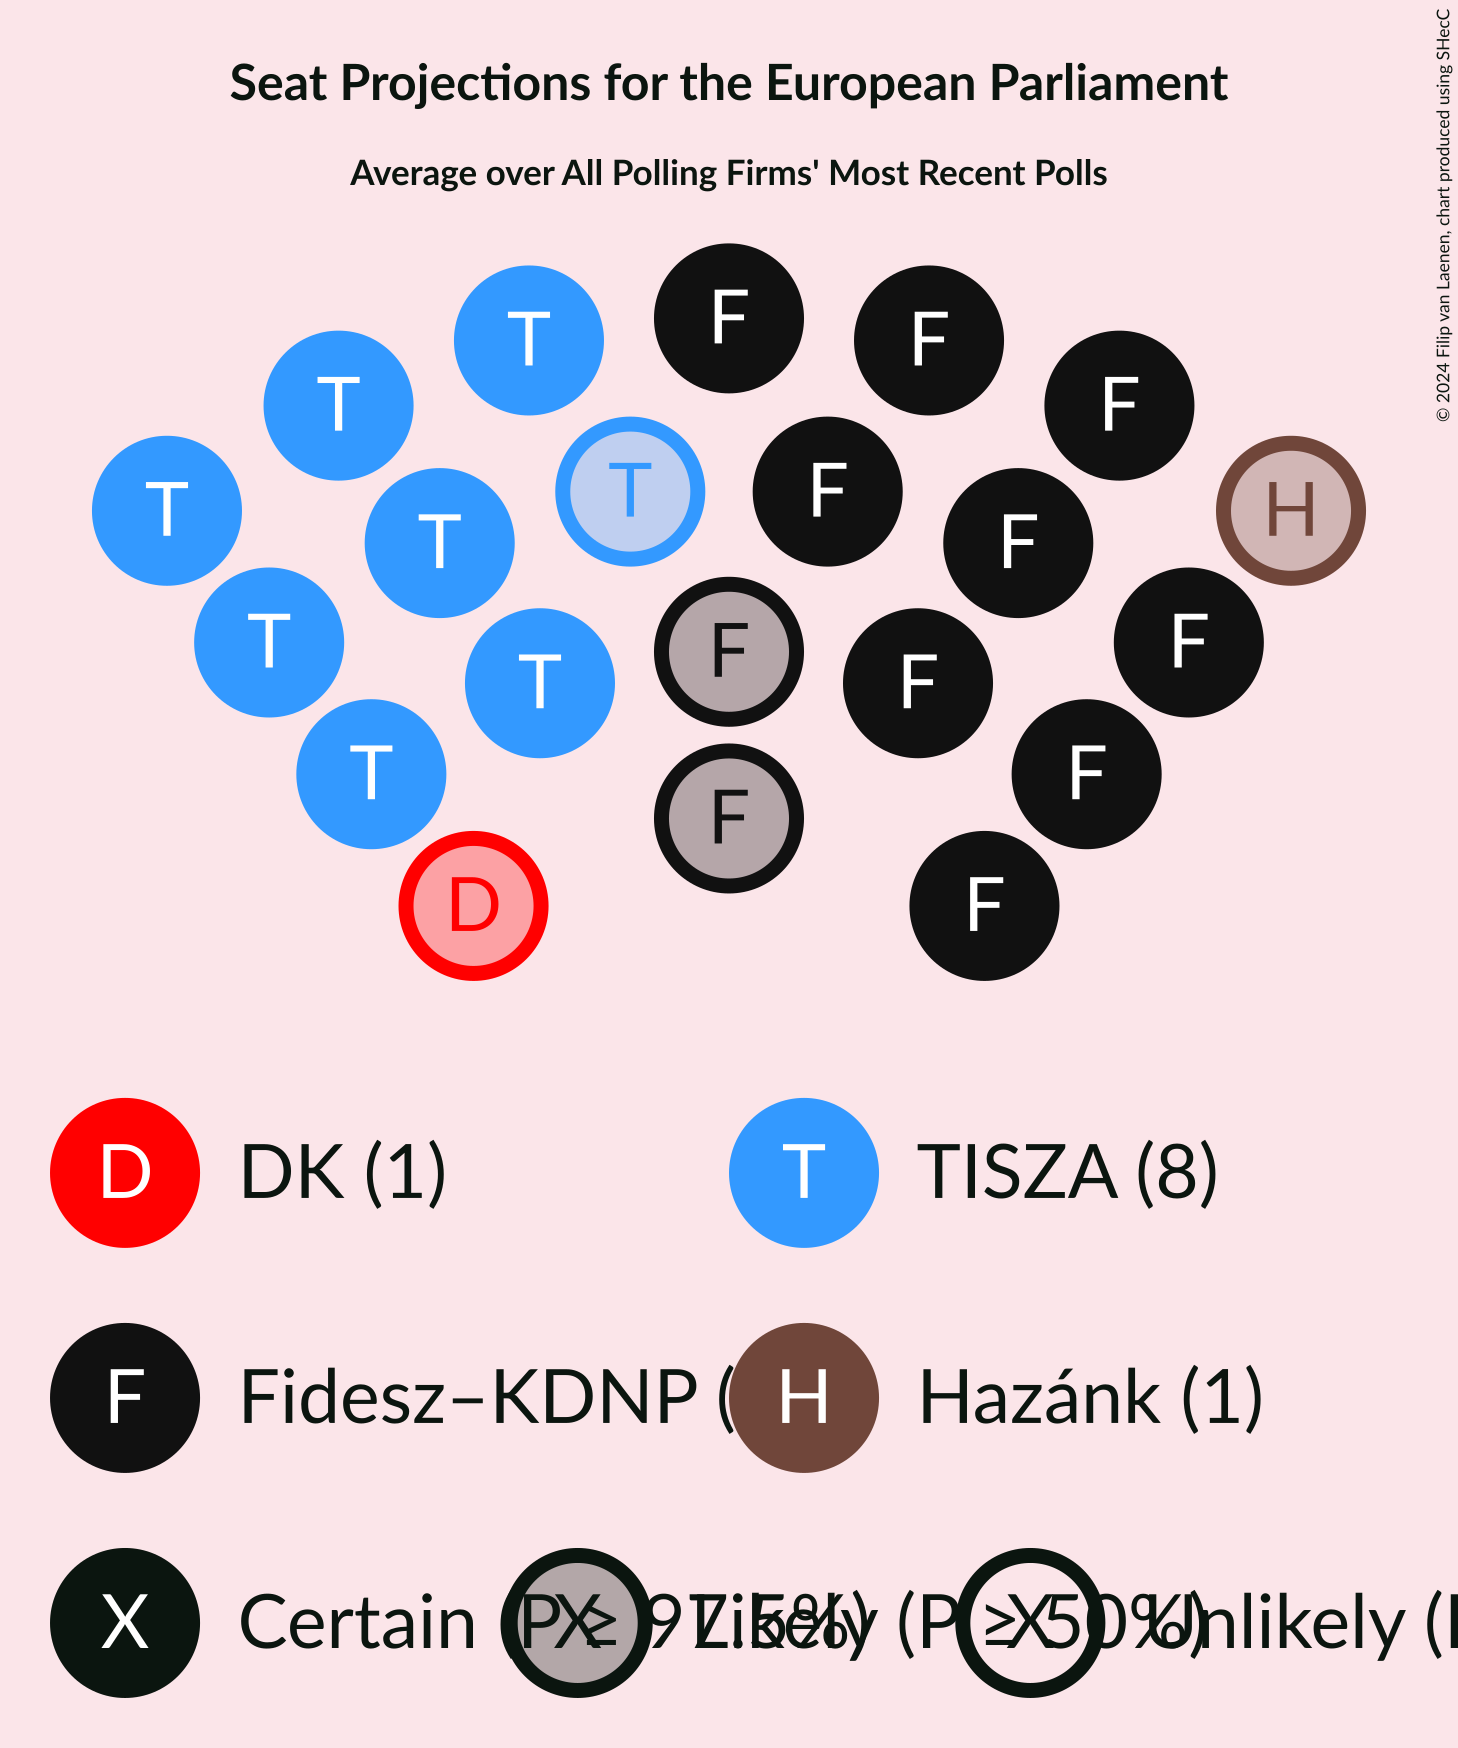 Seat Projections for the European Parliament
Average over All Polling Firms' Most Recent Polls
© 2024 Filip van Laenen, chart produced using SHecC
F
T F
T F
T F
T T F H
T F
T F F
T F
T F
F
D F
D DK (1) T TISZA (8)
F Fidesz–KDNP ( H Hazánk (1)
X Certain (P ≥ 97.5%) X Likely (P ≥ 50%) X Unlikely (